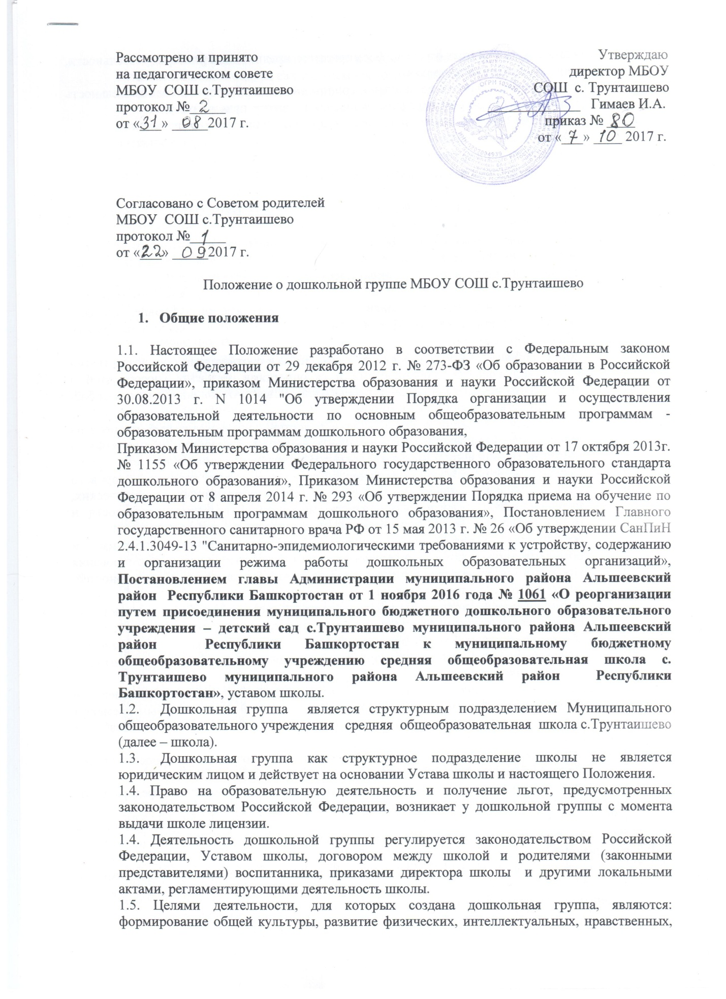 Рассмотрено и принято
на педагогическом совете
МБОУ  СОШ с.Трунтаишево
протокол № 2
от «31» 08 2017 г.
Утверждаю
директор МБОУ
СОШ  с. Трунтаишево
Гимаев И.А.
приказ № 80
от «7» 10 2017 г.
Согласовано с Советом родителей
МБОУ  СОШ с.Трунтаишево
протокол № 1
от «22» 09 2017 г.
Положение о дошкольной группе МБОУ СОШ с.Трунтаишево
1. Общие положения
1.1. Настоящее Положение разработано в соответствии с Федеральным законом
Российской Федерации от 29 декабря 2012 г. № 273-ФЗ «Об образовании в Российской
Федерации», приказом Министерства образования и науки Российской Федерации от
30.08.2013 г. N 1014 "Об утверждении Порядка организации и осуществления
образовательной деятельности по основным общеобразовательным программам -
образовательным программам дошкольного образования,
Приказом Министерства образования и науки Российской Федерации от 17 октября 2013г.
№ 1155 «Об утверждении Федерального государственного образовательного стандарта
дошкольного образования», Приказом Министерства образования и науки Российской
Федерации от 8 апреля 2014 г. № 293 «Об утверждении Порядка приема на обучение по
образовательным программам дошкольного образования», Постановлением Главного
государственного санитарного врача РФ от 15 мая 2013 г. № 26 «Об утверждении СанПиН
2.4.1.3049-13 "Санитарно-эпидемиологическими требованиями к устройству, содержанию
и организации режима работы дошкольных образовательных организаций»,
Постановлением главы Администрации муниципального района Альшеевский
район  Республики Башкортостан от 1 ноября 2016 года № 1061 «О реорганизации
путем присоединения муниципального бюджетного дошкольного образовательного
учреждения – детский сад с.Трунтаишево муниципального района Альшеевский
район  Республики Башкортостан к муниципальному бюджетному
общеобразовательному учреждению средняя общеобразовательная школа с.
Трунтаишево муниципального района Альшеевский район  Республики
Башкортостан», уставом школы.
1.2.  Дошкольная группа  является структурным подразделением Муниципального
общеобразовательного учреждения  средняя  общеобразовательная  школа с.Трунтаишево
(далее – школа).
1.3.  Дошкольная группа как структурное подразделение школы не является
юридическим лицом и действует на основании Устава школы и настоящего Положения.
1.4. Право на образовательную деятельность и получение льгот, предусмотренных
законодательством Российской Федерации, возникает у дошкольной группы с момента
выдачи школе лицензии.
1.4. Деятельность дошкольной группы регулируется законодательством Российской
Федерации, Уставом школы, договором между школой и родителями (законными
представителями) воспитанника, приказами директора школы  и другими локальными
актами, регламентирующими деятельность школы.
1.5. Целями деятельности, для которых создана дошкольная группа, являются:
формирование общей культуры, развитие физических, интеллектуальных, нравственных,